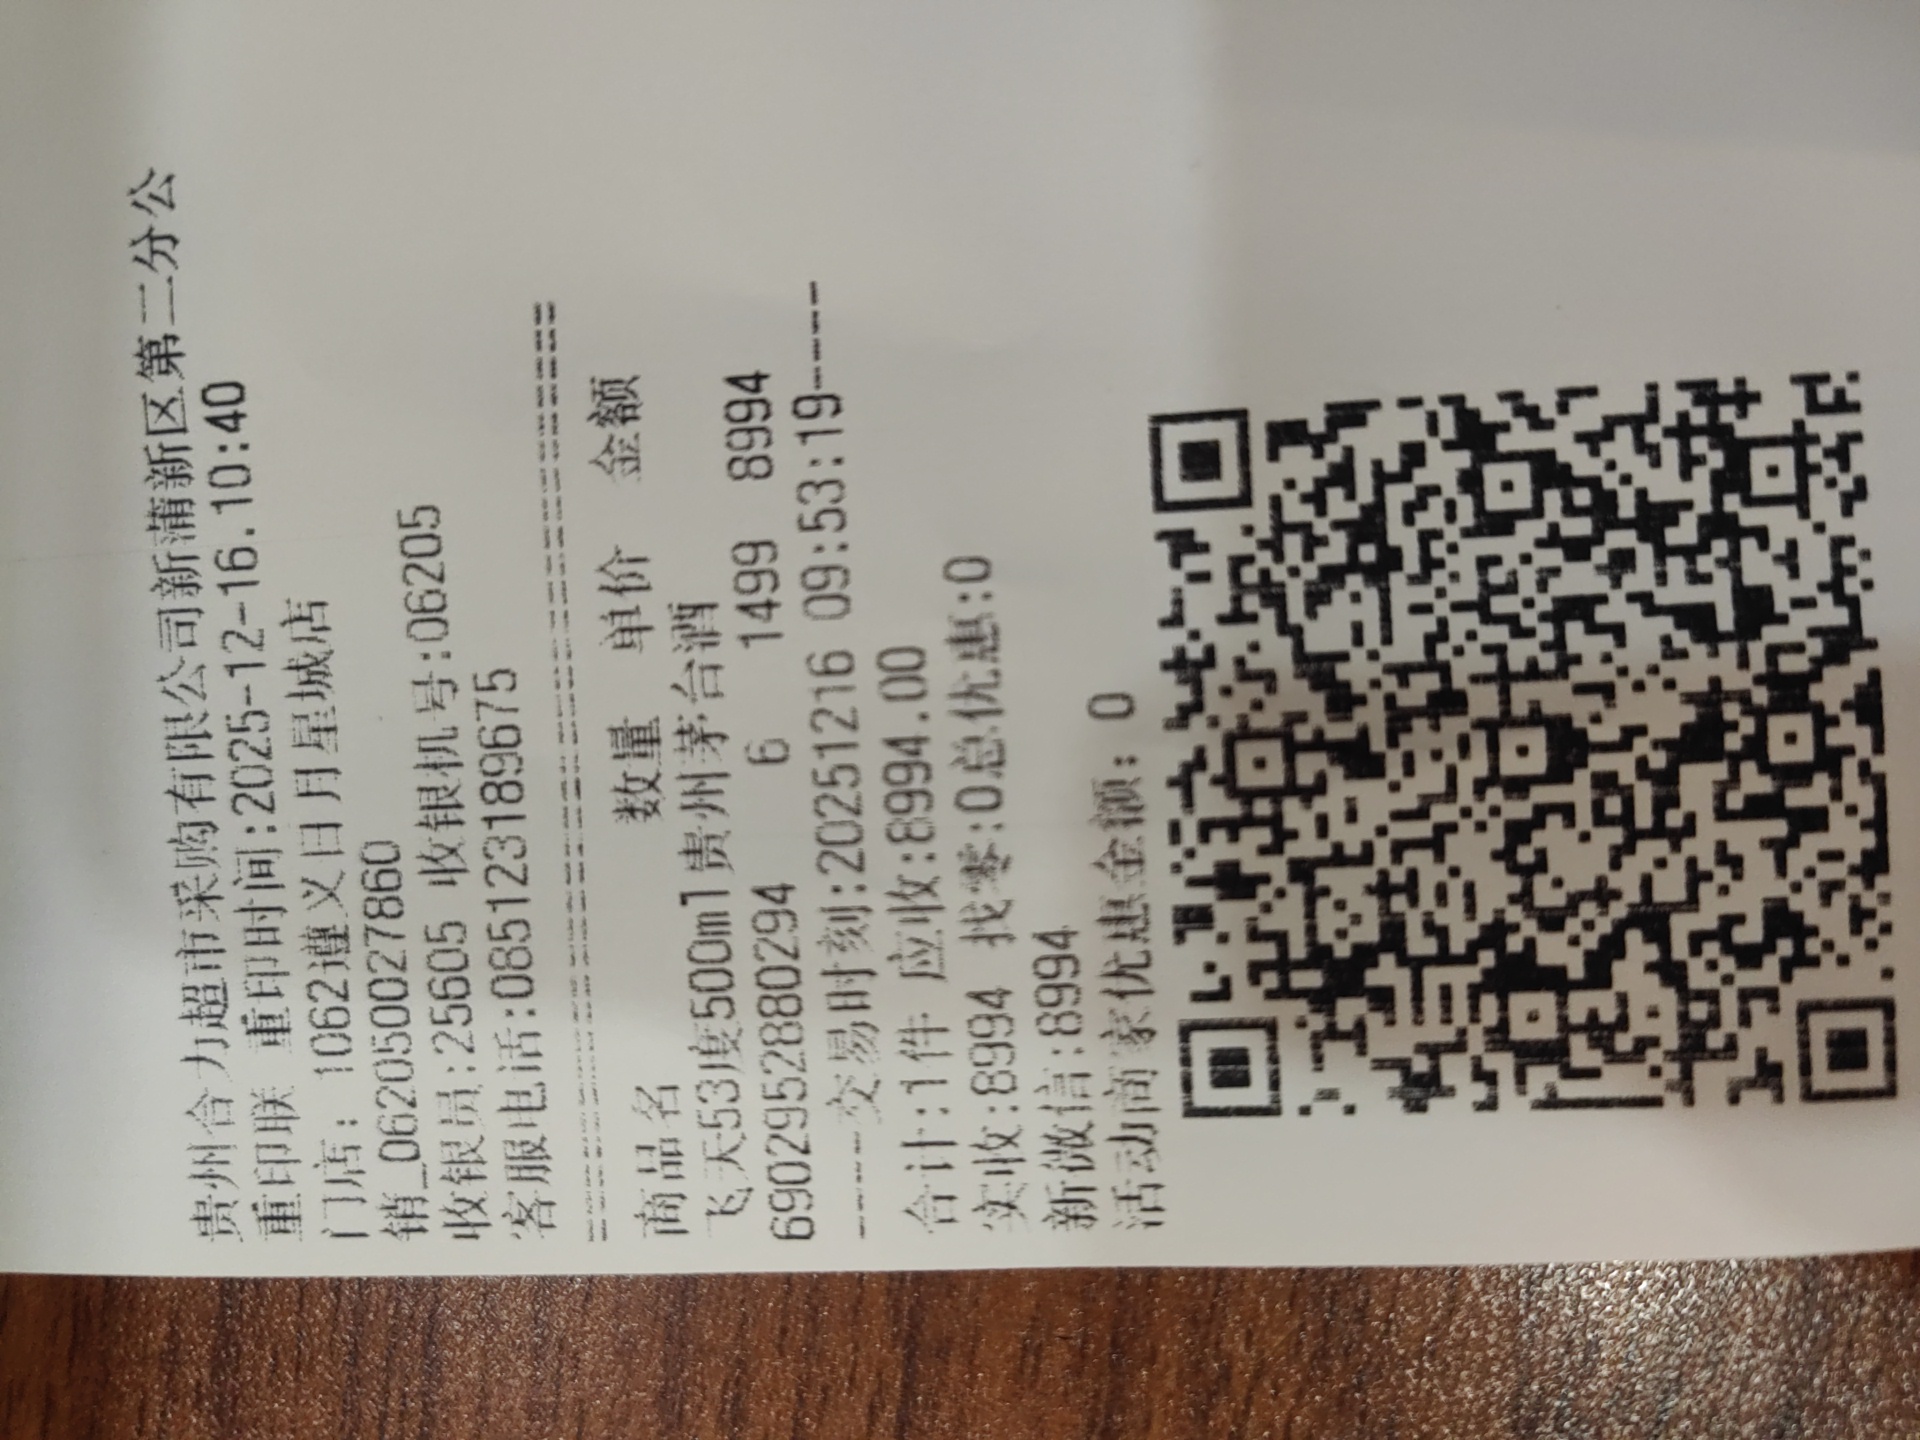 贵州合力超市采购有限公司新蒲新区第二分公
重印联 重印时间:2025-12-16.10:40
门店: 1062遵义日月星城店
销_062050027860
收银员:25605 收银机号:06205
客服电话:085123189675
==========================================
商品名 数量 单价 金额
飞天53度500ml贵州茅台酒
6902952880294 6 1499 8994
-----交易时刻:20251216 09:53:19-----
合计:1件 应收:8994.00
实收:8994 找零:0总优惠:0
新微信:8994
活动商家优惠金额: 0